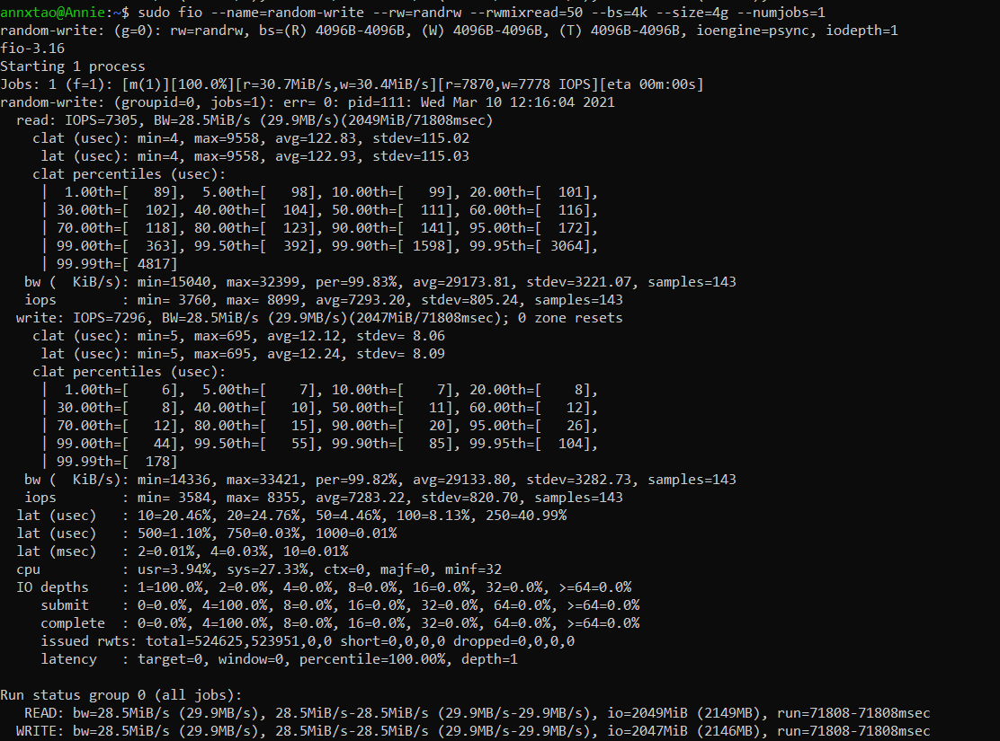 annxtao@Annie:~$ sudo fio --name=random-write --rw=randrw --rwmixread=50 --bs=4k --size=4g --numjobs=1
random-write: (g=0): rw=randrw, bs=(R) 4096B-4096B, (W) 4096B-4096B, (T) 4096B-4096B, ioengine=psync, iodepth=1
fio-3.16
Starting 1 process
Jobs: 1 (f=1): [m(1)][100.0%][r=30.7MiB/s,w=30.4MiB/s][r=7870,w=7778 IOPS][eta 00m:00s]
random-write: (groupid=0, jobs=1): err= 0: pid=111: Wed Mar 10 12:16:04 2021
  read: IOPS=7305, BW=28.5MiB/s (29.9MB/s)(2049MiB/71808msec)
    clat (usec): min=4, max=9558, avg=122.83, stdev=115.02
     lat (usec): min=4, max=9558, avg=122.93, stdev=115.03
    clat percentiles (usec):
     |  1.00th=[   89],  5.00th=[   98], 10.00th=[   99], 20.00th=[  101],
     | 30.00th=[  102], 40.00th=[  104], 50.00th=[  111], 60.00th=[  116],
     | 70.00th=[  118], 80.00th=[  123], 90.00th=[  141], 95.00th=[  172],
     | 99.00th=[  363], 99.50th=[  392], 99.90th=[ 1598], 99.95th=[ 3064],
     | 99.99th=[ 4817]
   bw (  KiB/s): min=15040, max=32399, per=99.83%, avg=29173.81, stdev=3221.07, samples=143
   iops        : min= 3760, max= 8099, avg=7293.20, stdev=805.24, samples=143
  write: IOPS=7296, BW=28.5MiB/s (29.9MB/s)(2047MiB/71808msec); 0 zone resets
    clat (usec): min=5, max=695, avg=12.12, stdev= 8.06
     lat (usec): min=5, max=695, avg=12.24, stdev= 8.09
    clat percentiles (usec):
     |  1.00th=[    6],  5.00th=[    7], 10.00th=[    7], 20.00th=[    8],
     | 30.00th=[    8], 40.00th=[   10], 50.00th=[   11], 60.00th=[   12],
     | 70.00th=[   12], 80.00th=[   15], 90.00th=[   20], 95.00th=[   26],
     | 99.00th=[   44], 99.50th=[   55], 99.90th=[   85], 99.95th=[  104],
     | 99.99th=[  178]
   bw (  KiB/s): min=14336, max=33421, per=99.82%, avg=29133.80, stdev=3282.73, samples=143
   iops        : min= 3584, max= 8355, avg=7283.22, stdev=820.70, samples=143
  lat (usec)   : 10=20.46%, 20=24.76%, 50=4.46%, 100=8.13%, 250=40.99%
  lat (usec)   : 500=1.10%, 750=0.03%, 1000=0.01%
  lat (msec)   : 2=0.01%, 4=0.03%, 10=0.01%
  cpu          : usr=3.94%, sys=27.33%, ctx=0, majf=0, minf=32
  IO depths    : 1=100.0%, 2=0.0%, 4=0.0%, 8=0.0%, 16=0.0%, 32=0.0%, >=64=0.0%
     submit    : 0=0.0%, 4=100.0%, 8=0.0%, 16=0.0%, 32=0.0%, 64=0.0%, >=64=0.0%
     complete  : 0=0.0%, 4=100.0%, 8=0.0%, 16=0.0%, 32=0.0%, 64=0.0%, >=64=0.0%
     issued rwts: total=524625,523951,0,0 short=0,0,0,0 dropped=0,0,0,0
     latency   : target=0, window=0, percentile=100.00%, depth=1

Run status group 0 (all jobs):
   READ: bw=28.5MiB/s (29.9MB/s), 28.5MiB/s-28.5MiB/s (29.9MB/s-29.9MB/s), io=2049MiB (2149MB), run=71808-71808msec
  WRITE: bw=28.5MiB/s (29.9MB/s), 28.5MiB/s-28.5MiB/s (29.9MB/s-29.9MB/s), io=2047MiB (2146MB), run=71808-71808msec